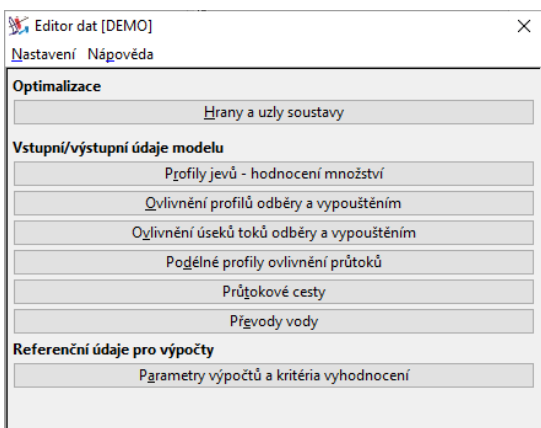 Editor dat [DEMO]
Nastavení Nápověda
Optimalizace
Hrany a uzly soustavy
Vstupní/výstupní údaje modelu
Profily jevů - hodnocení množství
Ovlivnění profilů odběry a vypouštěním
Ovlivnění úseků toků odběry a vypouštěním
Podélné profily ovlivnění průtoků
Průtokové cesty
Převody vody
Referenční údaje pro výpočty
Parametry výpočtů a kritéria vyhodnocení